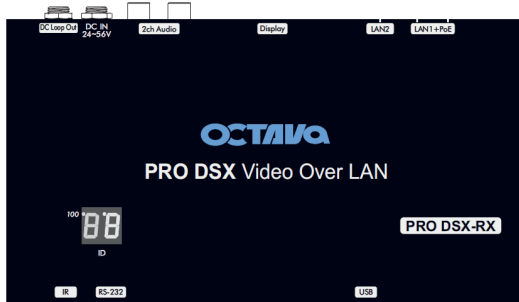 DC Loop Out DC IN 24~56V 2ch Audio Display LAN2 LAN1+PoE
OCTAVA
PRO DSX Video Over LAN
PRO DSX-RX
100 88
ID
IR RS-232 USB